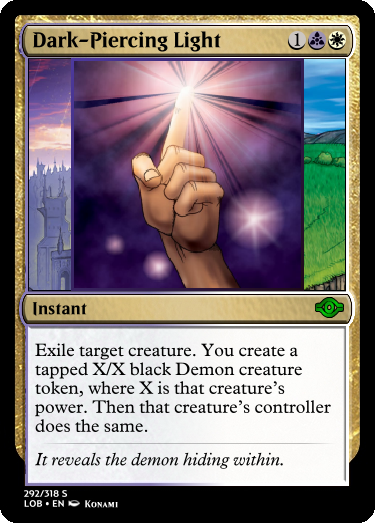 Dark-Piercing Light 1
Instant
Exile target creature. You create a
tapped X/X black Demon creature
token, where X is that creature's
power. Then that creature's controller
does the same.
It reveals the demon hiding within.
292/318 S
LOB • EN Konami